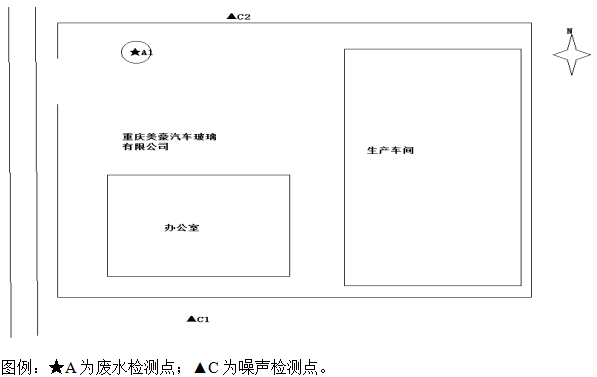 ▲C2
N
★A1
重庆美豪汽车玻璃
有限公司
生产车间
办公室
▲C1
图例：★A为废水检测点；▲C为噪声检测点。